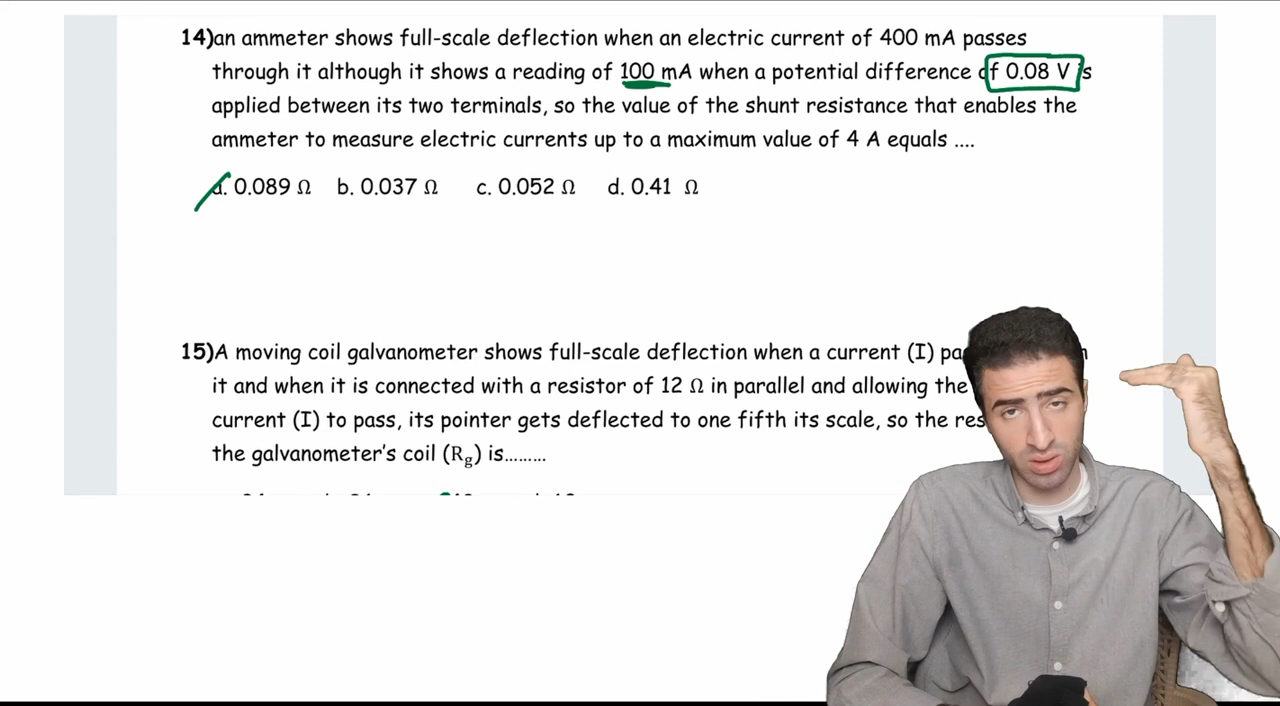 14)an ammeter shows full-scale deflection when an electric current of 400 mA passes
through it although it shows a reading of 100 mA when a potential difference of 0.08 V is
applied between its two terminals, so the value of the shunt resistance that enables the
ammeter to measure electric currents up to a maximum value of 4 A equals ....
a. 0.089 Ω b. 0.037 Ω c. 0.052 Ω d. 0.41 Ω
15)A moving coil galvanometer shows full-scale deflection when a current (I)
it and when it is connected with a resistor of 12 Ω in parallel and allowing the
current (I) to pass, its pointer gets deflected to one fifth its scale, so the
the galvanometer's coil (Rg) is.........